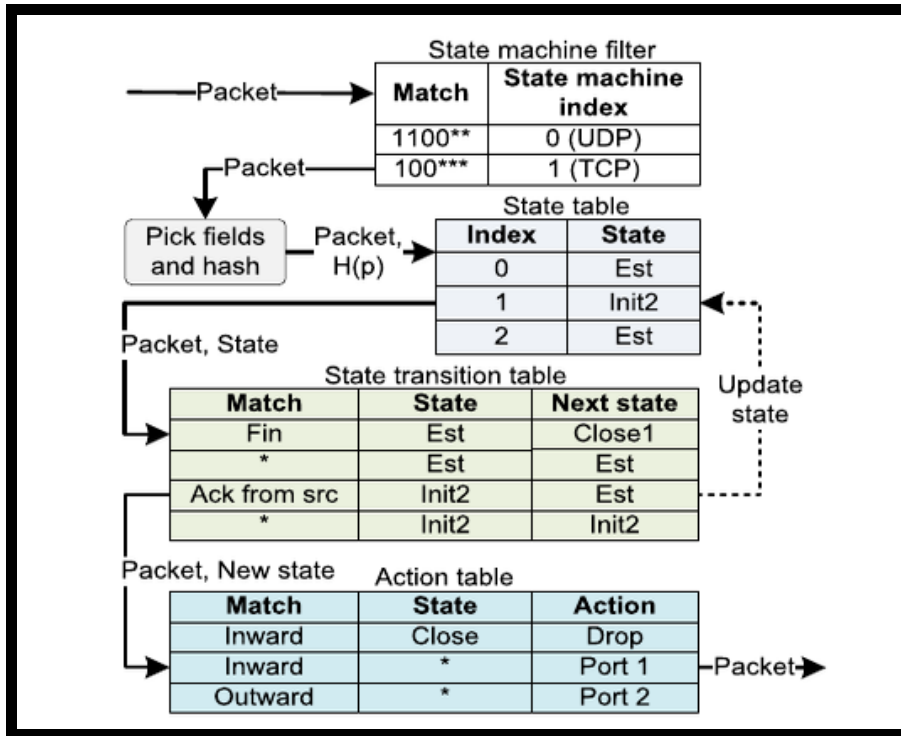 State machine filter
Packet
Match State machine index
1100** 0 (UDP)
100*** 1 (TCP)
Packet
State table
Pick fields and hash
Packet, H(p)
Index State
0 Est
1 Init2
2 Est
Packet, State
Update state
State transition table
Match State Next state
Fin Est Close1
* Est Est
Ack from src Init2 Est
* Init2 Init2
Packet, New state
Action table
Match State Action
Inward Close Drop
Inward * Port 1
Packet
Outward * Port 2